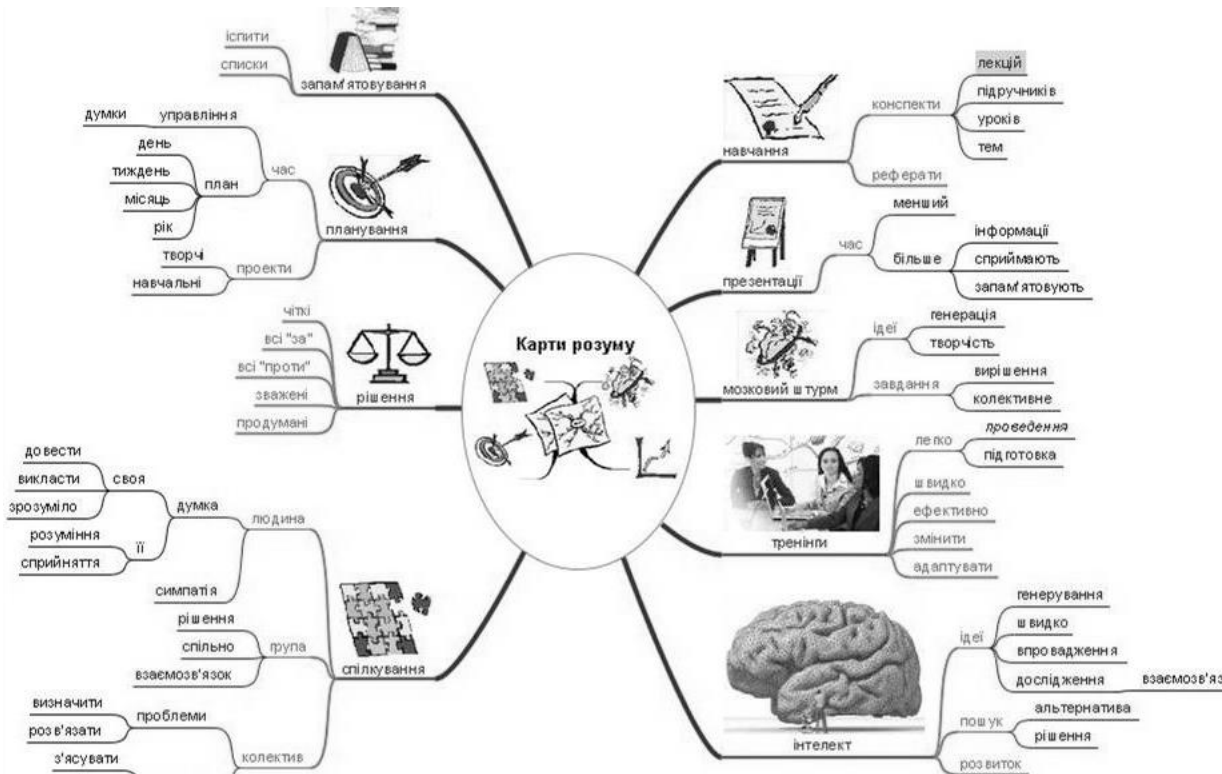 іспити
списки
запам'ятовування
думки
управління
день
тиждень
місяць
рік
план
час
творчі
навчальні
проекти
планування
чіткі
всі "за"
всі "проти"
зважені
продумані
рішення
довести
викласти
зрозуміло
своя
розуміння
сприйняття
її
думка
симпатія
людина
рішення
спільно
взаємозв'язок
група
визначити
розв'язати
проблеми
з'ясувати
колектив
спілкування
Карти розуму
навчання
конспекти
лекцій
підручників
уроків
тем
реферати
презентації
час
менший
більше
інформації
сприймають
запам'ятовують
мозковий штурм
ідеї
генерація
творчість
завдання
вирішення
колективне
тренінги
легко
проведення
підготовка
швидко
ефективно
змінити
адаптувати
інтелект
ідеї
генерування
швидко
впровадження
дослідження
взаємозв'яз
пошук
альтернатива
рішення
розвиток